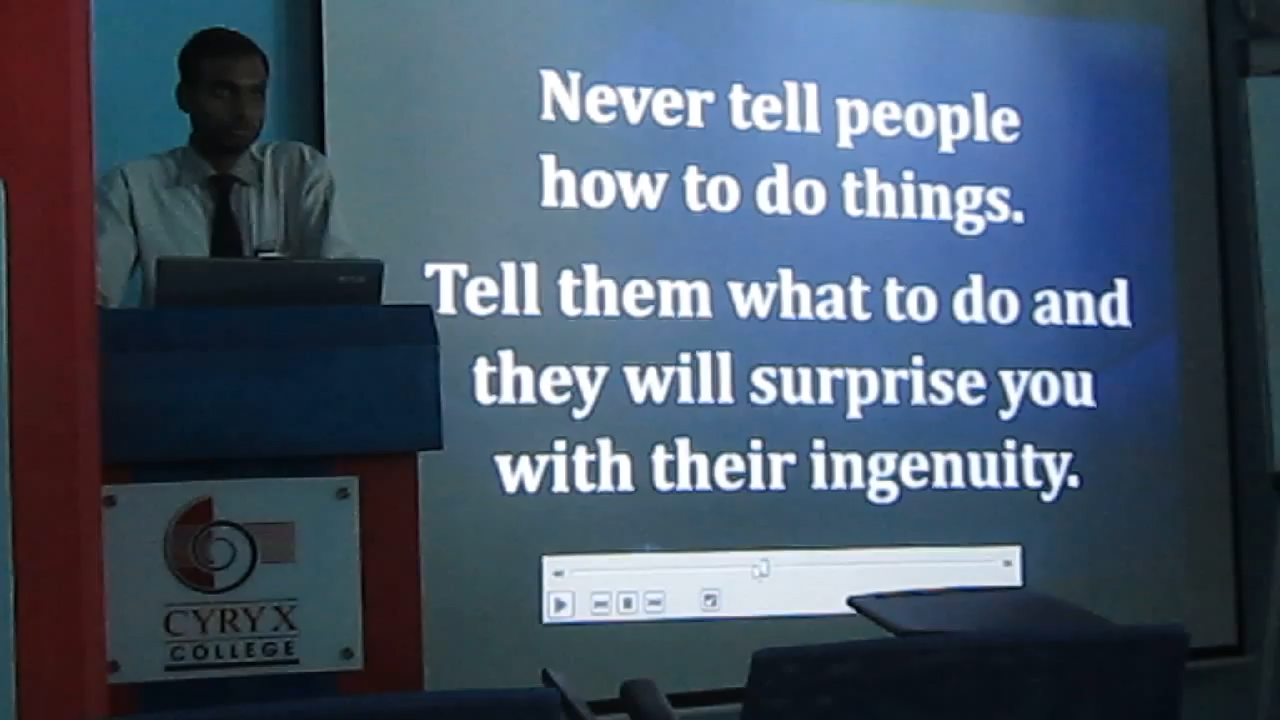 Never tell people
how to do things.
Tell them what to do and
they will surprise you
with their ingenuity.
CYRYX
COLLEGE